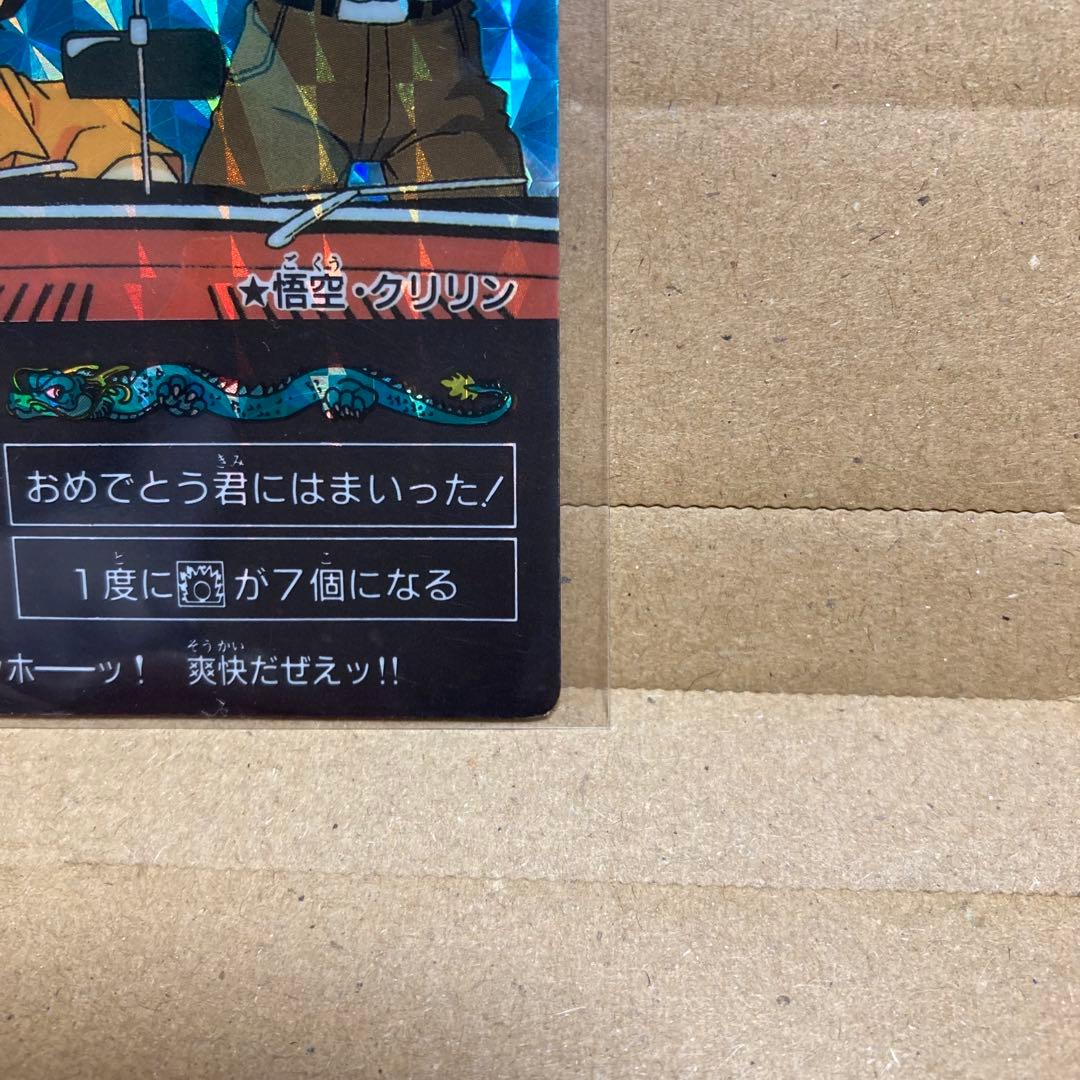 ★悟空・クリリン
おめでとう君にはまいった!
1度にが7個になる
ホーーッ! 爽快だぜえッ!!